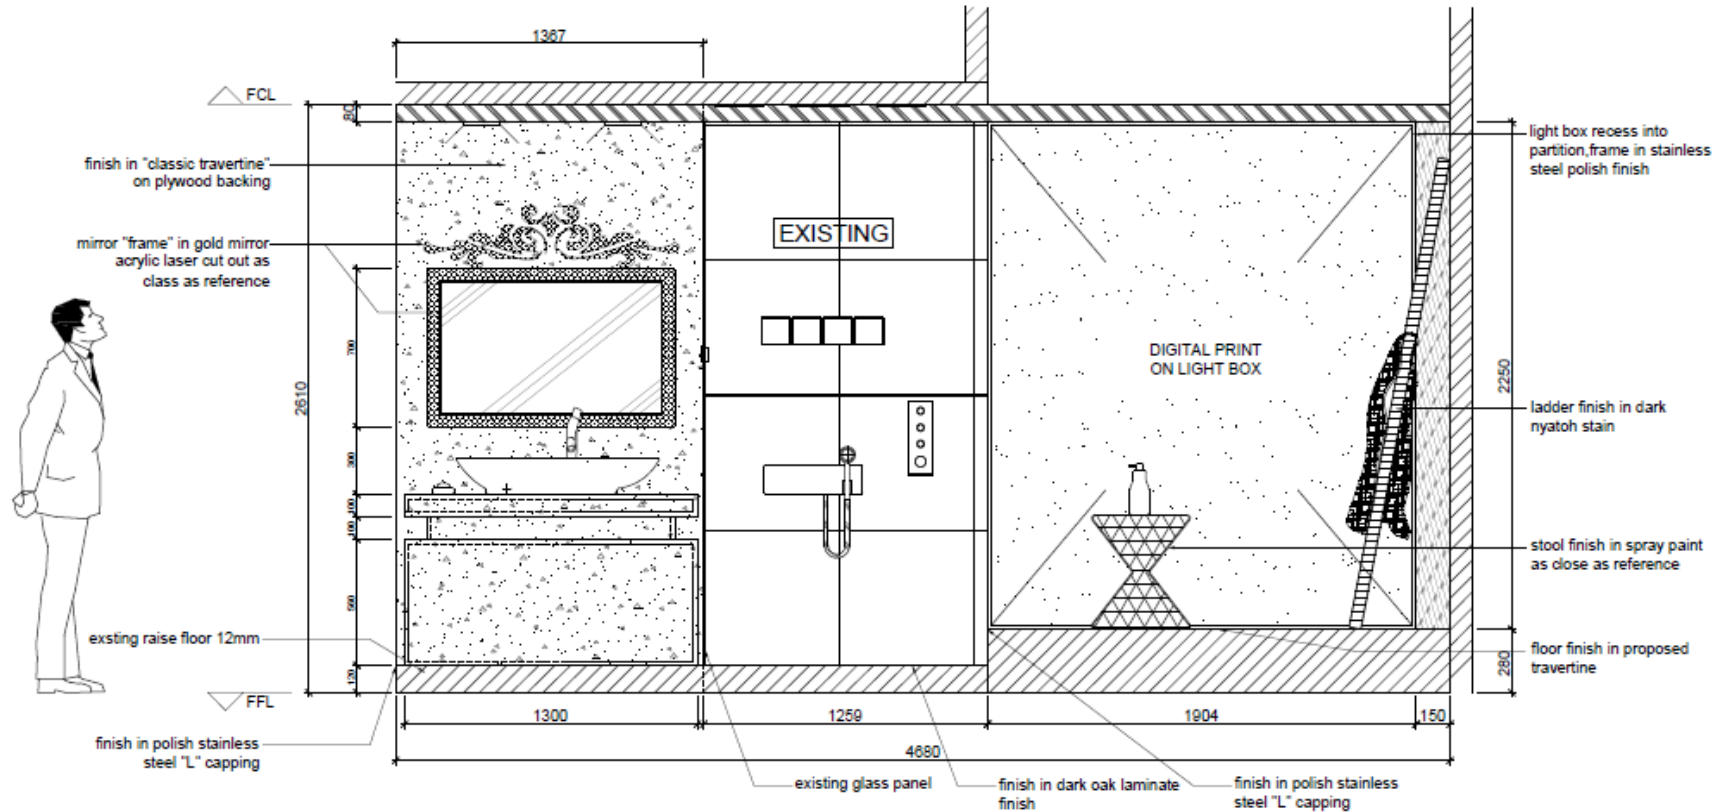 1367
FCL
80
finish in "classic travertine"
on plywood backing
mirror "frame" in gold mirror
acrylic laser cut out as
class as reference
2610
700
300
100
100
560
120
exsting raise floor 12mm
FFL
finish in polish stainless
steel "L" capping
EXISTING
DIGITAL PRINT
ON LIGHT BOX
light box recess into
partition,frame in stainless
steel polish finish
2250
ladder finish in dark
nyatoh stain
stool finish in spray paint
as close as reference
floor finish in proposed
travertine
280
1300
1259
1904
150
4680
existing glass panel
finish in dark oak laminate
finish
finish in polish stainless
steel "L" capping